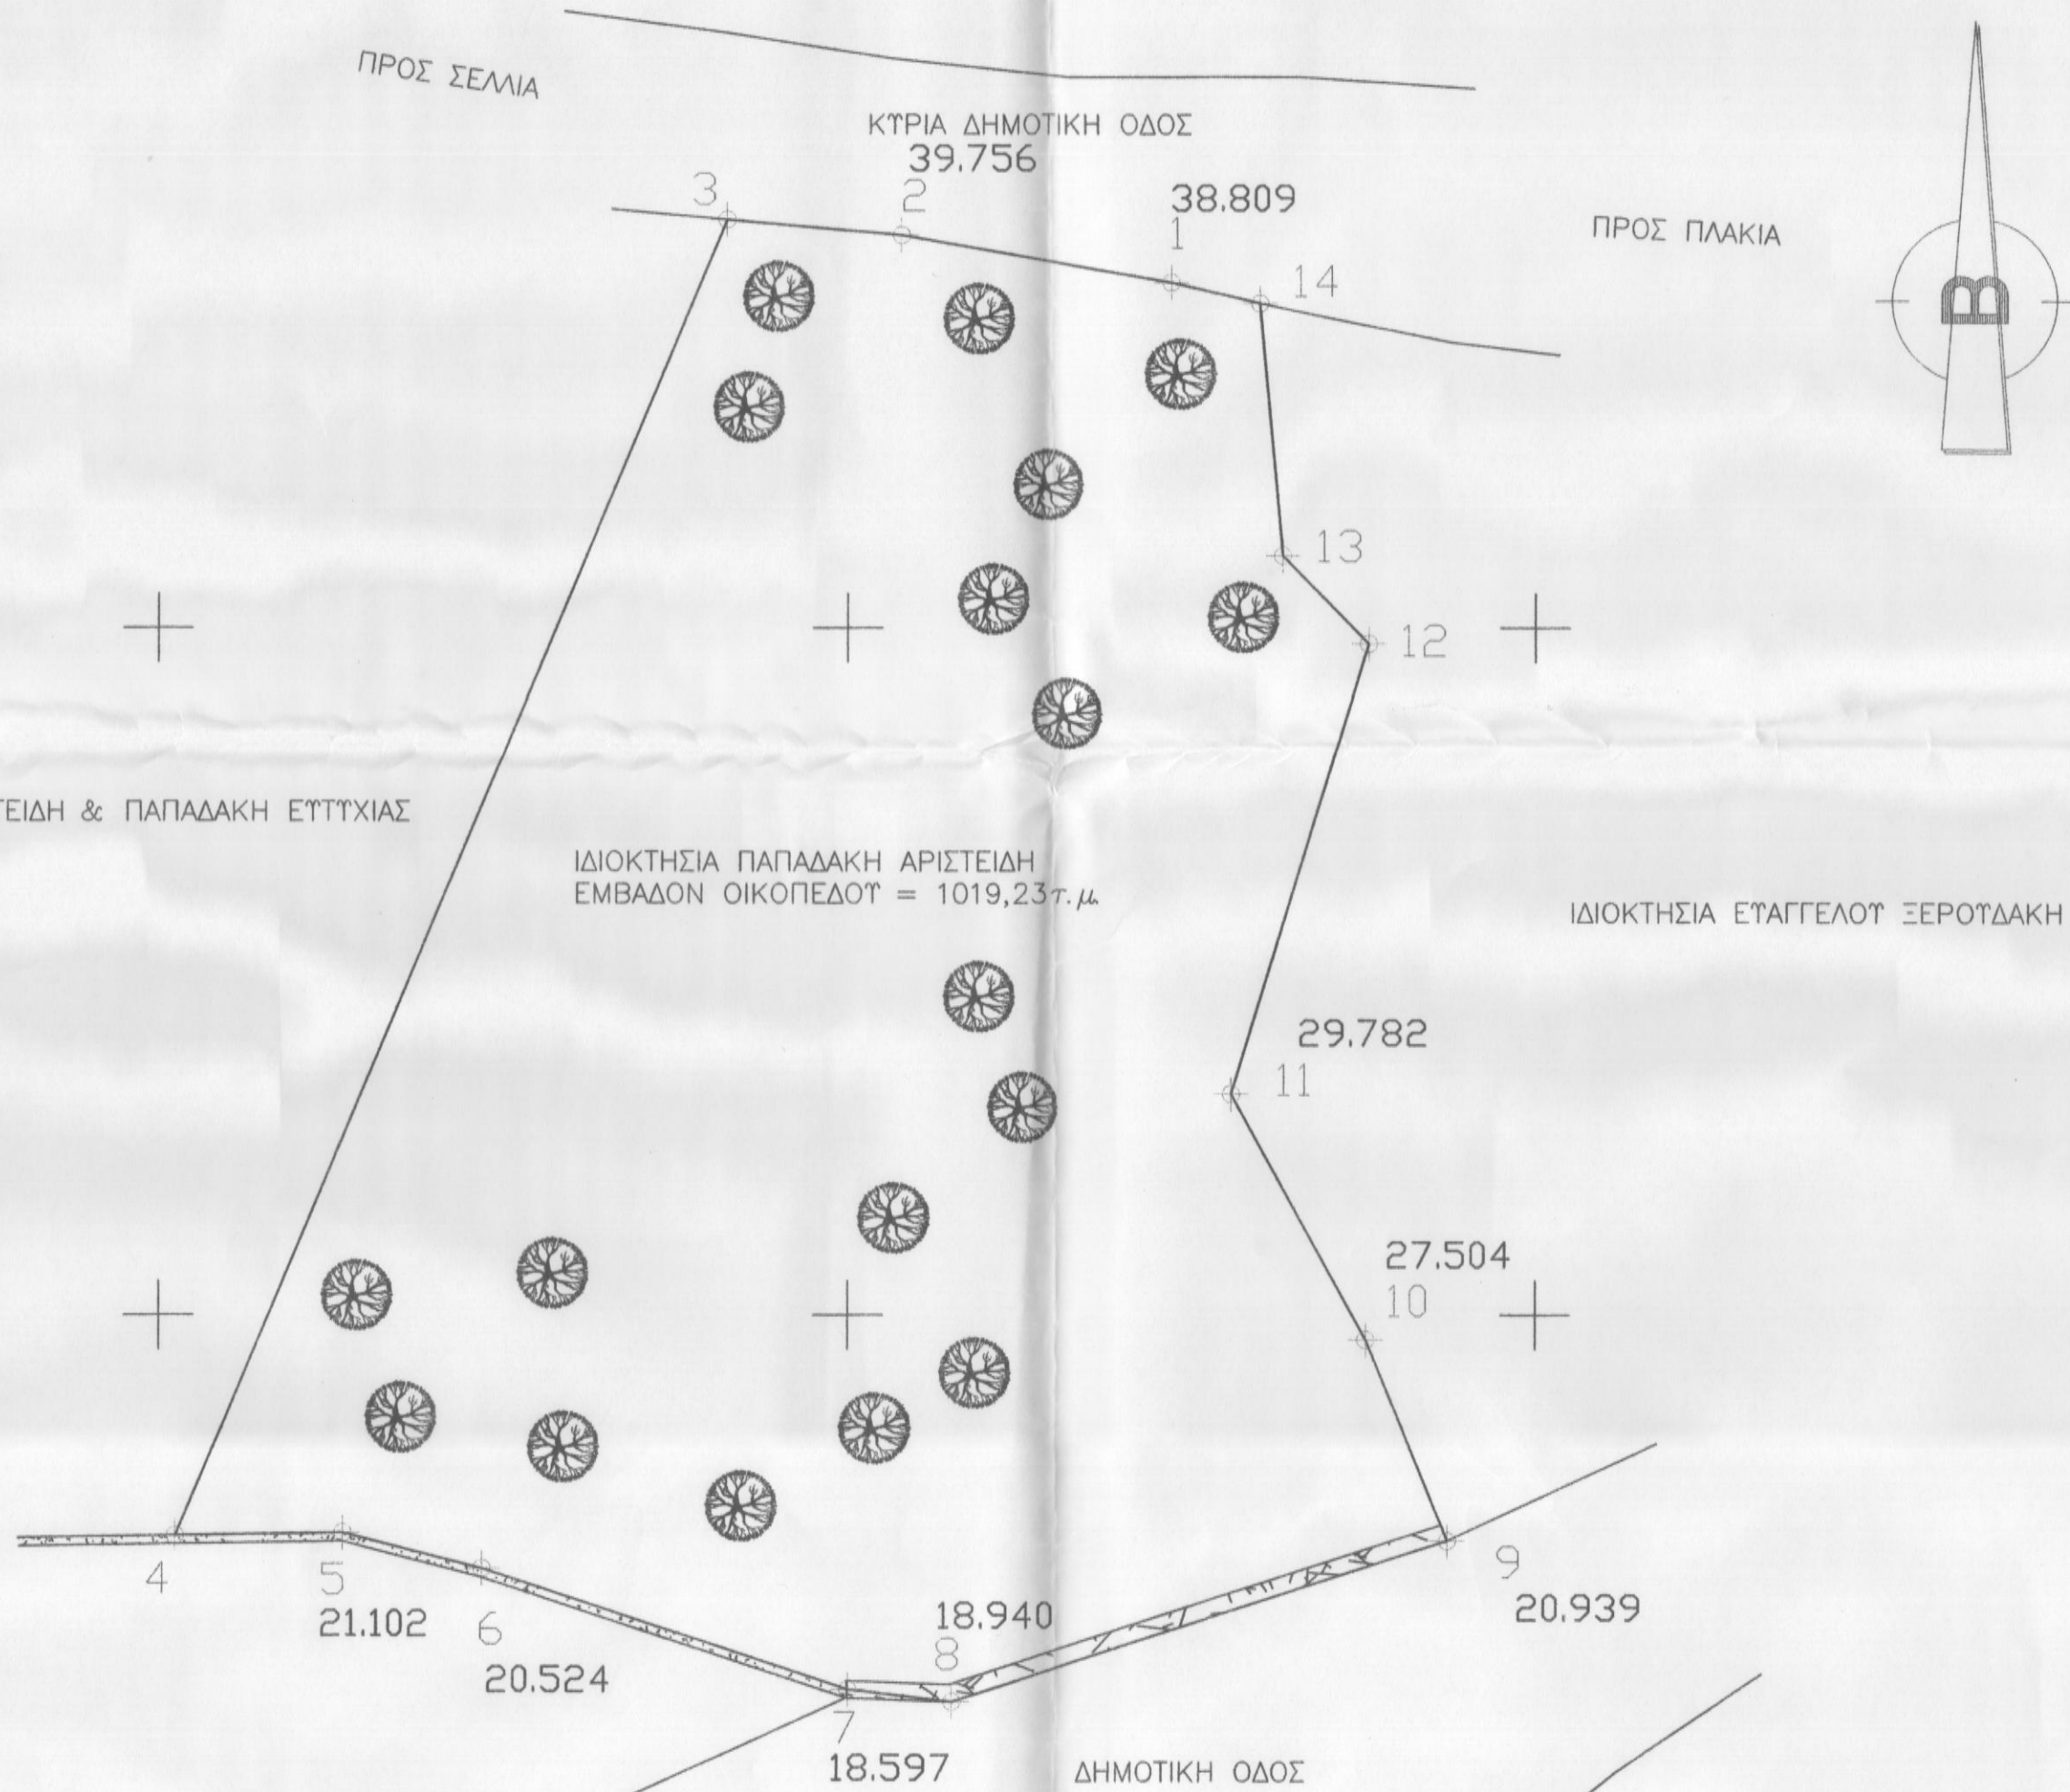 ΠΡΟΣ ΣΕΛΛΙΑ
ΚΥΡΙΑ ΔΗΜΟΤΙΚΗ ΟΔΟΣ
39.756
3
2
38.809
1
14
ΠΡΟΣ ΠΛΑΚΙΑ
Β
13
12
ΤΕΙΔΗ & ΠΑΠΑΔΑΚΗ ΕΥΤΥΧΙΑΣ
ΙΔΙΟΚΤΗΣΙΑ ΠΑΠΑΔΑΚΗ ΑΡΙΣΤΕΙΔΗ
ΕΜΒΑΔΟΝ ΟΙΚΟΠΕΔΟΥ = 1019,23τ.μ.
ΙΔΙΟΚΤΗΣΙΑ ΕΥΑΓΓΕΛΟΥ ΞΕΡΟΥΔΑΚΗ
29.782
11
27.504
10
4
5
21.102
6
20.524
18.940
8
9
20.939
7
18.597
ΔΗΜΟΤΙΚΗ ΟΔΟΣ